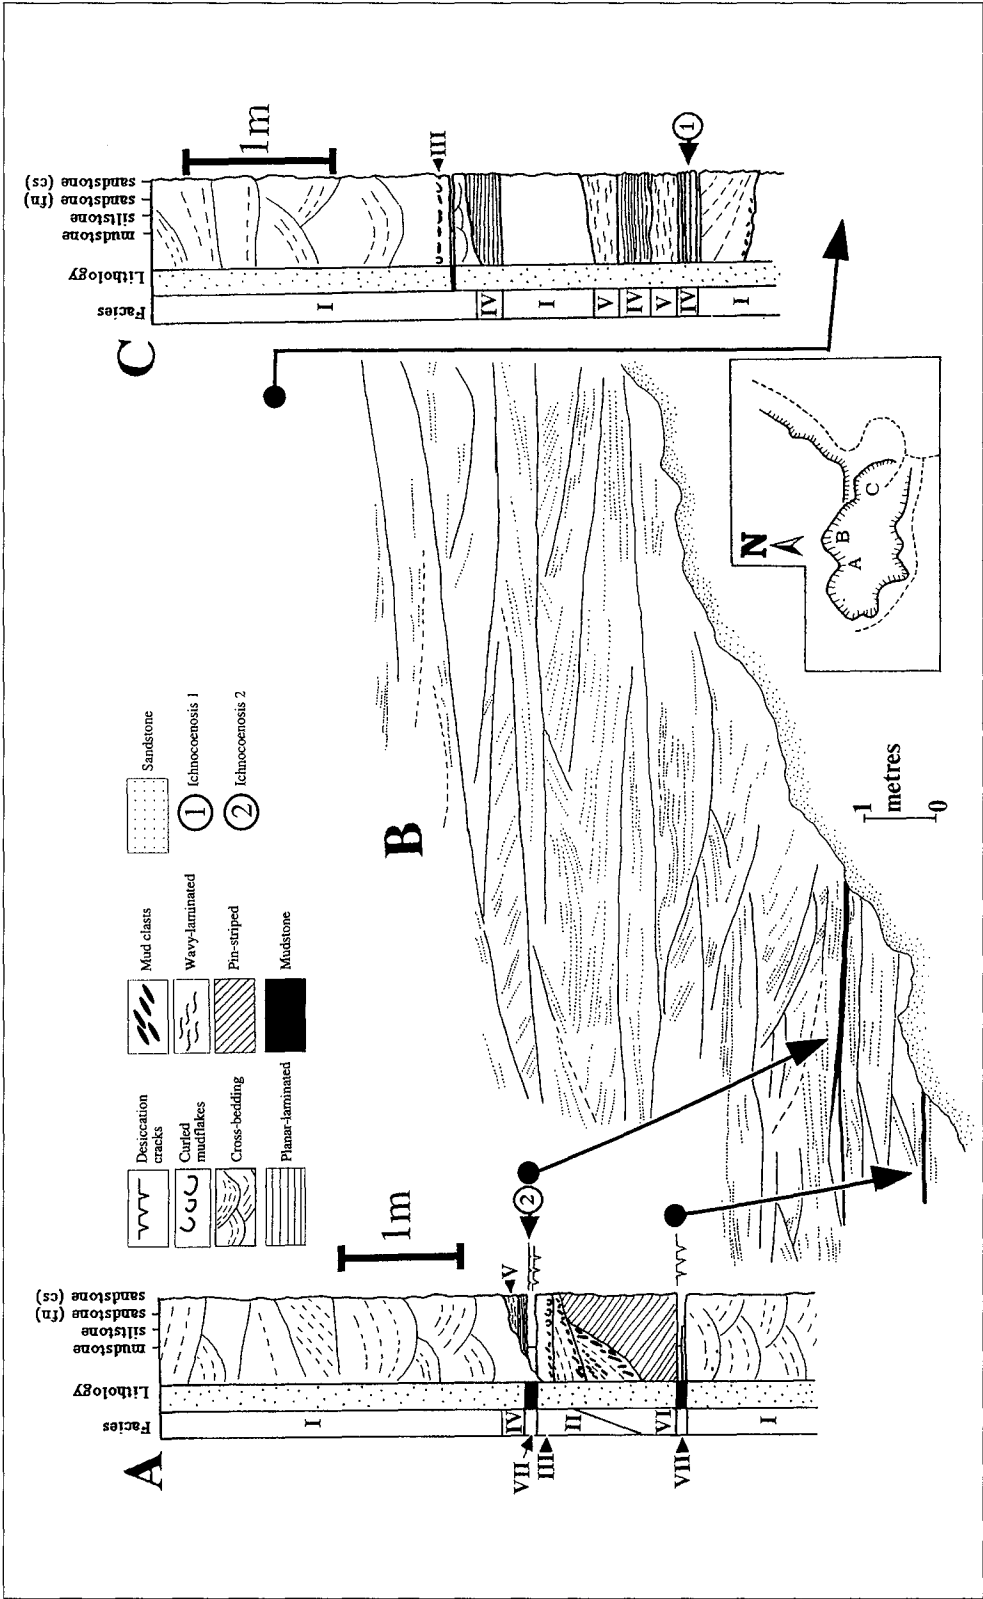 A
Facies
Lithology
mudstone
siltstone
sandstone (fn)
sandstone (cs)
I
IV
VII
III
II
VI
VII
I
V
1m
2
Desiccation
cracks
Curled
mudflakes
Cross-bedding
Planar-laminated
Mud clasts
Wavy-laminated
Pin-striped
Mudstone
Sandstone
1 Ichnocoenosis 1
2 Ichnocoenosis 2
B
1
metres
0
N
A
B
C
C
Facies
Lithology
mudstone
siltstone
sandstone (fn)
sandstone (cs)
I
IV
I
V
IV
V
IV
I
III
1m
1